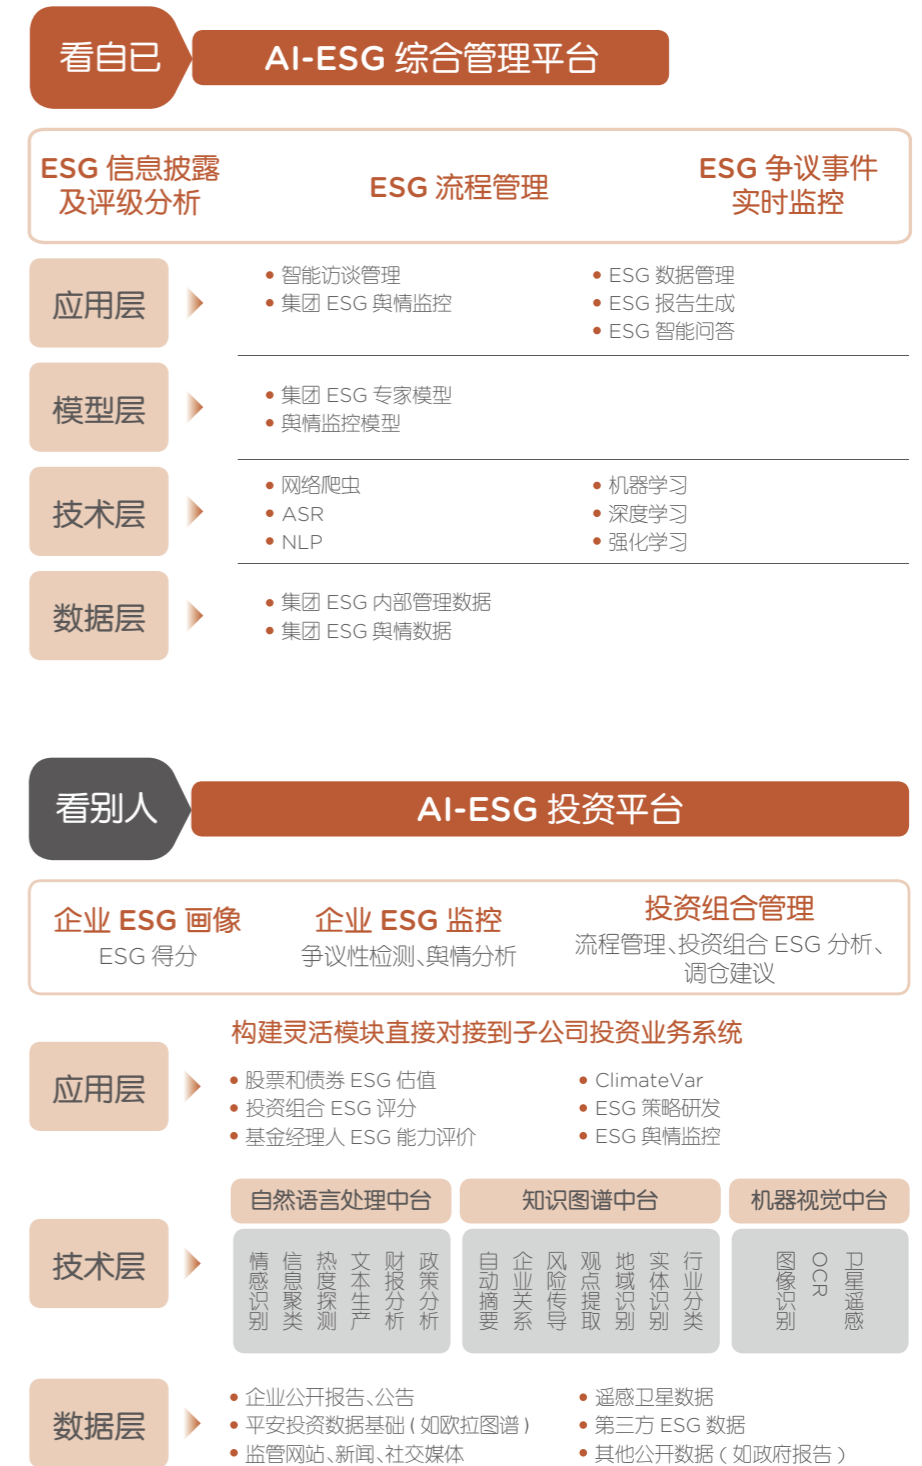 看自已
AI-ESG 综合管理平台
ESG 信息披露
及评级分析
ESG 流程管理
ESG 争议事件
实时监控
应用层
• 智能访谈管理
• 集团 ESG 舆情监控
• ESG 数据管理
• ESG 报告生成
• ESG 智能问答
模型层
• 集团 ESG 专家模型
• 舆情监控模型
技术层
• 网络爬虫
• ASR
• NLP
• 机器学习
• 深度学习
• 强化学习
数据层
• 集团 ESG 内部管理数据
• 集团 ESG 舆情数据
看别人
AI-ESG 投资平台
企业 ESG 画像
ESG 得分
企业 ESG 监控
争议性检测、舆情分析
投资组合管理
流程管理、投资组合 ESG 分析、
调仓建议
应用层
构建灵活模块直接对接到子公司投资业务系统
• 股票和债券 ESG 估值
• 投资组合 ESG 评分
• 基金经理人 ESG 能力评价
• ClimateVar
• ESG 策略研发
• ESG 舆情监控
技术层
自然语言处理中台
情感识别
信息聚类
热度探测
文本生产
财报分析
政策分析
知识图谱中台
自动摘要
企业关系
风险传导
观点提取
地域识别
实体识别
行业分类
机器视觉中台
图像识别
OCR
卫星遥感
数据层
• 企业公开报告、公告
• 平安投资数据基础 ( 如欧拉图谱 )
• 监管网站、新闻、社交媒体
• 遥感卫星数据
• 第三方 ESG 数据
• 其他公开数据 ( 如政府报告 )